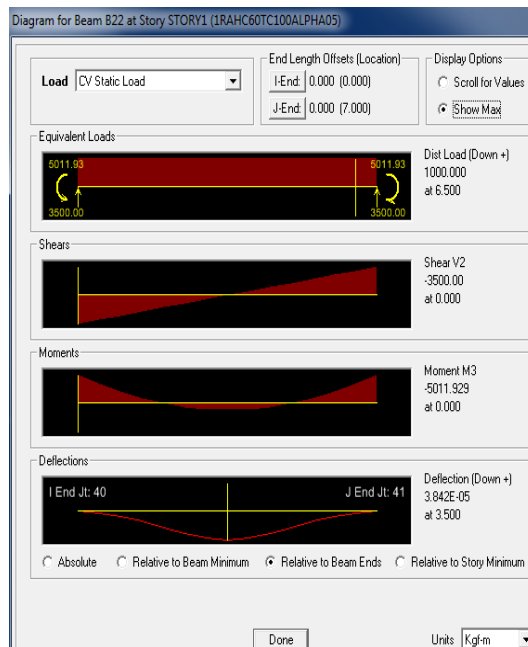 Diagram for Beam B22 at Story STORY1 (1RAHC60TC100ALPHA05)
Load CV Static Load
End Length Offsets (Location)
I-End: 0.000 (0.000)
J-End: 0.000 (7.000)
Display Options
Scroll for Values
Show Max
Equivalent Loads
5011.93 5011.93
3500.00 3500.00
Dist Load (Down +)
1000.000
at 6.500
Shears
Shear V2
-3500.00
at 0.000
Moments
Moment M3
-5011.929
at 0.000
Deflections
I End Jt: 40 J End Jt: 41
Deflection (Down +)
3.842E-05
at 3.500
Absolute Relative to Beam Minimum Relative to Beam Ends Relative to Story Minimum
Done Units Kgf-m